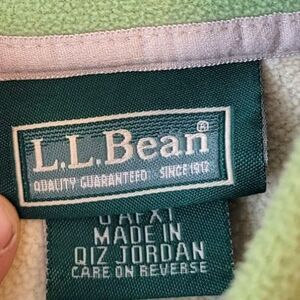 L.L.Bean®
QUALITY GUARANTEED SINCE 1912
MADE IN
QIZ JORDAN
CARE ON REVERSE